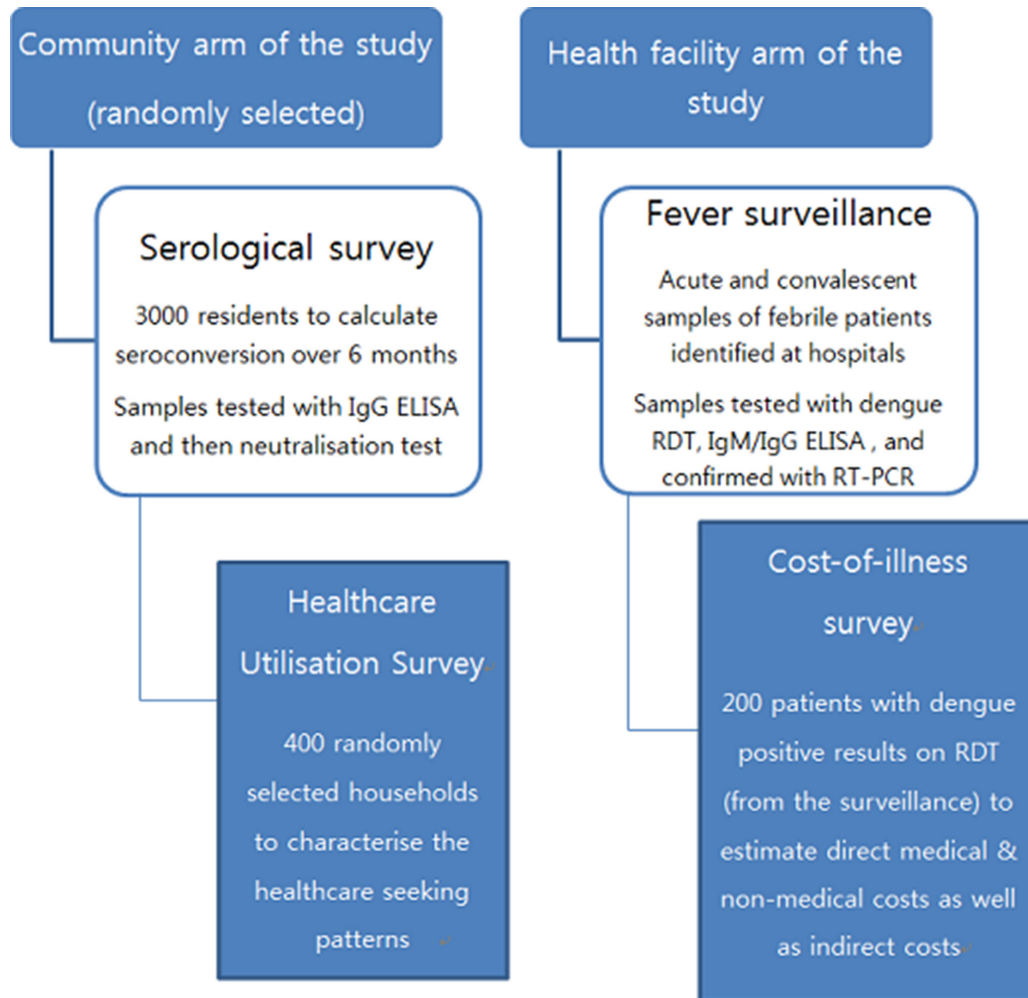 Community arm of the study
(randomly selected)
Serological survey
3000 residents to calculate
seroconversion over 6 months
Samples tested with IgG ELISA
and then neutralisation test
Healthcare
Utilisation Survey
400 randomly
selected households
to characterise the
healthcare seeking
patterns
Health facility arm of the
study
Fever surveillance
Acute and convalescent
samples of febrile patients
identified at hospitals
Samples tested with dengue
RDT, IgM/IgG ELISA , and
confirmed with RT-PCR
Cost-of-illness
survey
200 patients with dengue
positive results on RDT
(from the surveillance) to
estimate direct medical &
non-medical costs as well
as indirect costs